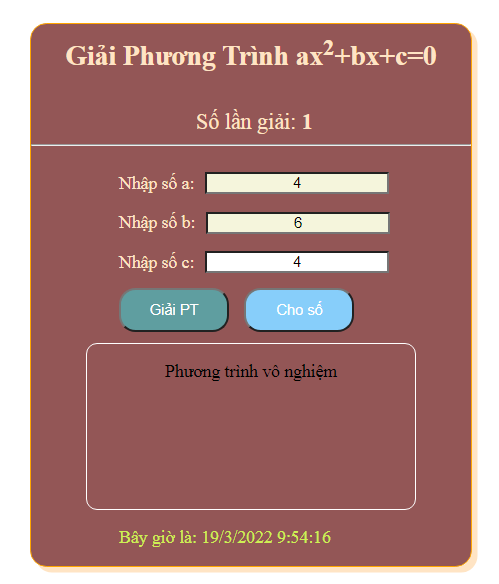 Giải Phương Trình ax²+bx+c=0
Số lần giải: 1
Nhập số a: 4
Nhập số b: 6
Nhập số c: 4
Giải PT Cho số
Phương trình vô nghiệm
Bây giờ là: 19/3/2022 9:54:16